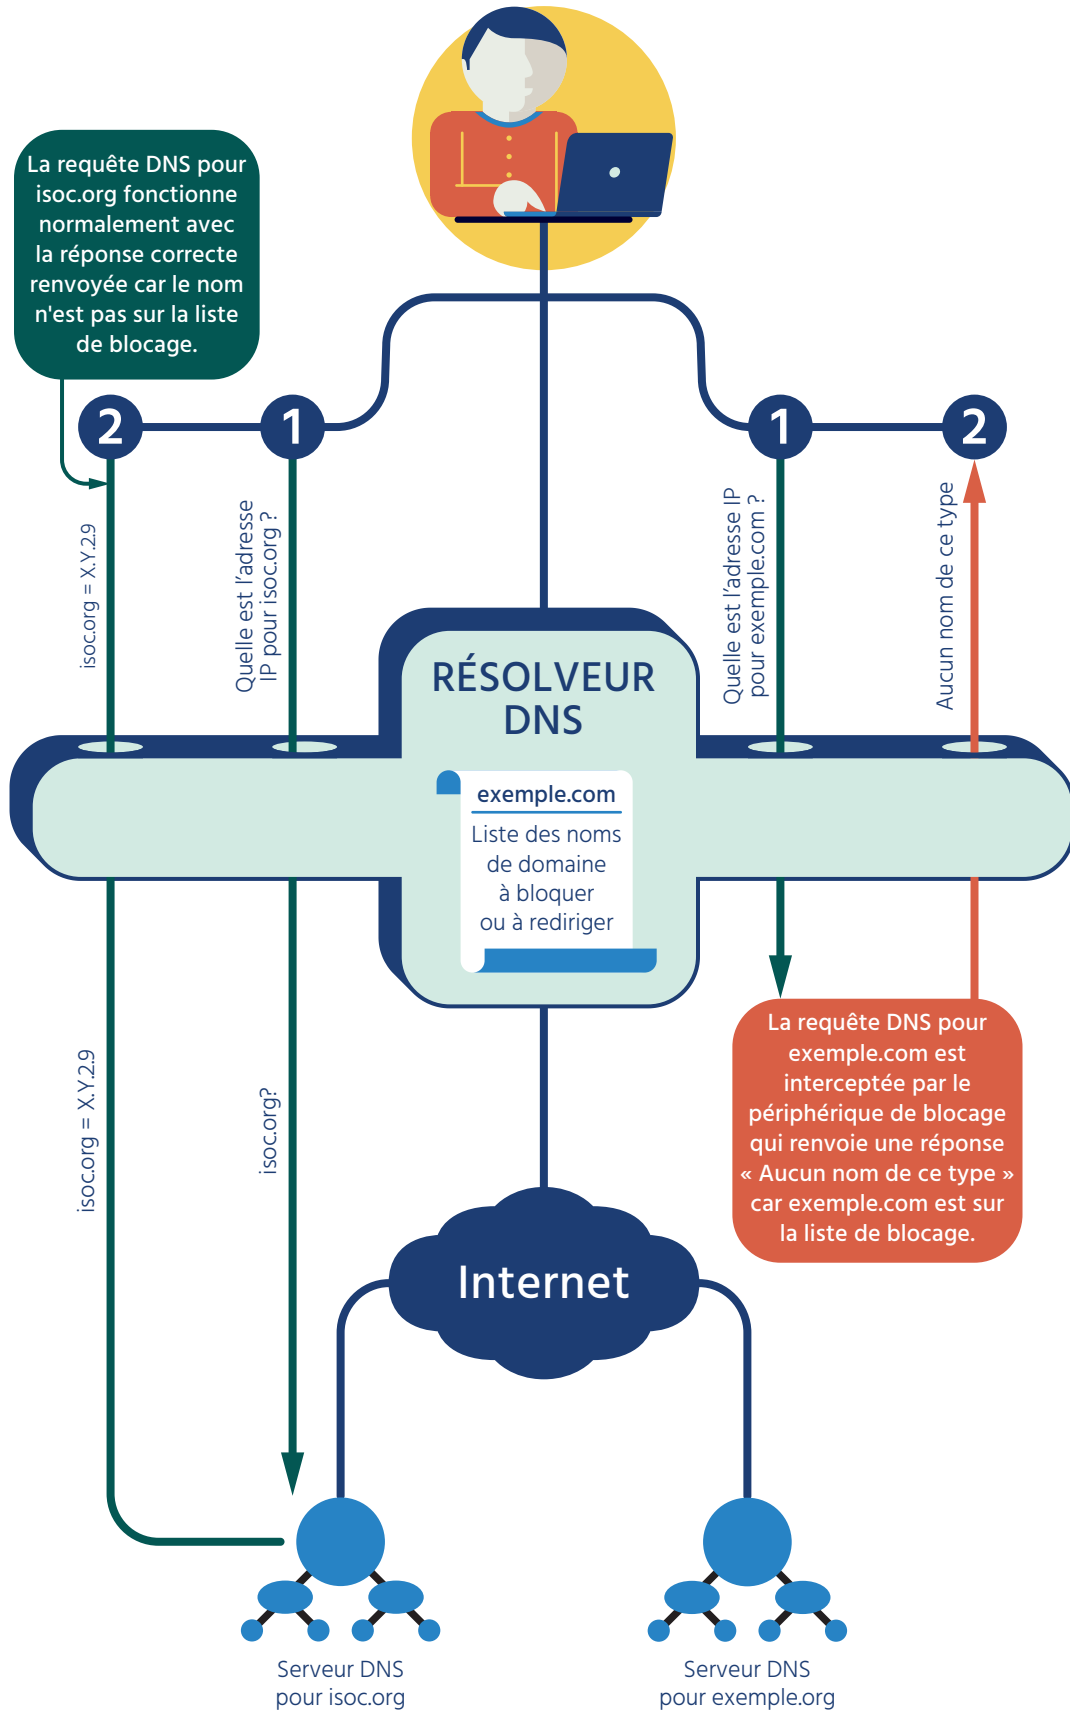 La requête DNS pour
isoc.org fonctionne
normalement avec
la réponse correcte
renvoyée car le nom
n'est pas sur la liste
de blocage.
2
1
1
2
isoc.org = X.Y.2.9
Quelle est l'adresse
IP pour isoc.org ?
Quelle est l'adresse IP
pour exemple.com ?
Aucun nom de ce type
RÉSOLVEUR
DNS
exemple.com
Liste des noms
de domaine
à bloquer
ou à rediriger
isoc.org = X.Y.2.9
isoc.org?
La requête DNS pour
exemple.com est
interceptée par le
périphérique de blocage
qui renvoie une réponse
« Aucun nom de ce type »
car exemple.com est sur
la liste de blocage.
Internet
Serveur DNS
pour isoc.org
Serveur DNS
pour exemple.org